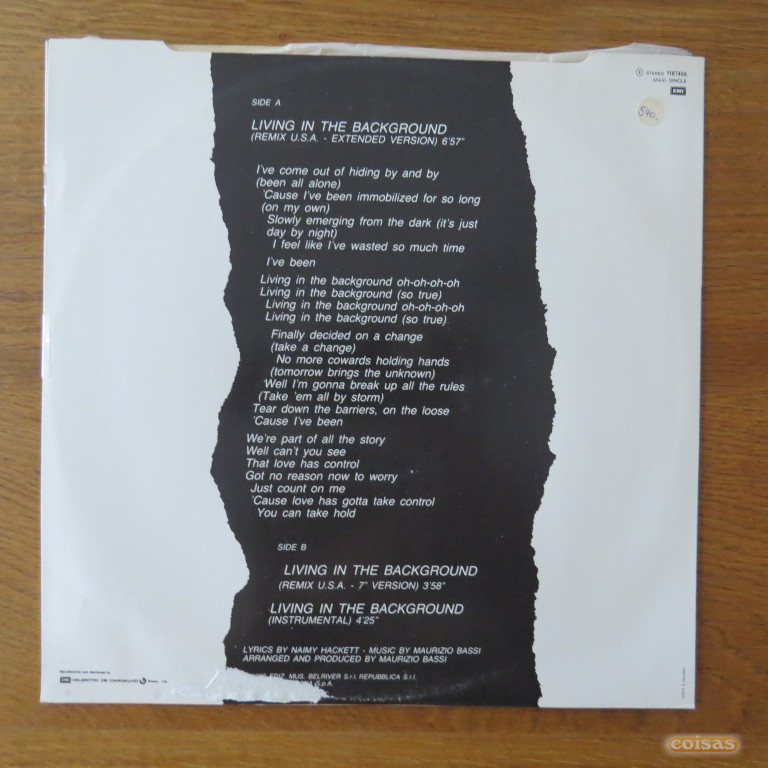 STEREO 1187466
MAXI SINGLE
EMI
540-
SIDE A
LIVING IN THE BACKGROUND
(REMIX U.S.A. - EXTENDED VERSION) 6'57"
I've come out of hiding by and by
(been all alone)
'Cause I've been immobilized for so long
(on my own)
Slowly emerging from the dark (it's just
day by night)
I feel like I've wasted so much time
I've been
Living in the background oh-oh-oh-oh
Living in the background (so true)
Living in the background oh-oh-oh-oh
Living in the background (so true)
Finally decided on a change
(take a change)
No more cowards holding hands
(tomorrow brings the unknown)
Well I'm gonna break up all the rules
(Take 'em all by storm)
Tear down the barriers, on the loose
'Cause I've been
We're part of all the story
Well can't you see
That love has control
Got no reason now to worry
Just count on me
'Cause love has gotta take control
You can take hold
SIDE B
LIVING IN THE BACKGROUND
(REMIX U.S.A. - 7" VERSION) 3'58"
LIVING IN THE BACKGROUND
(INSTRUMENTAL) 4'25"
LYRICS BY NAIMY HACKETT - MUSIC BY MAURIZIO BASSI
ARRANGED AND PRODUCED BY MAURIZIO BASSI
EDIZ. MUS. BELRIVER S.r.l. REPUBBLICA S.r.l.
S.p.A.
EMI VALENTIM DE CARVALHO
coisas